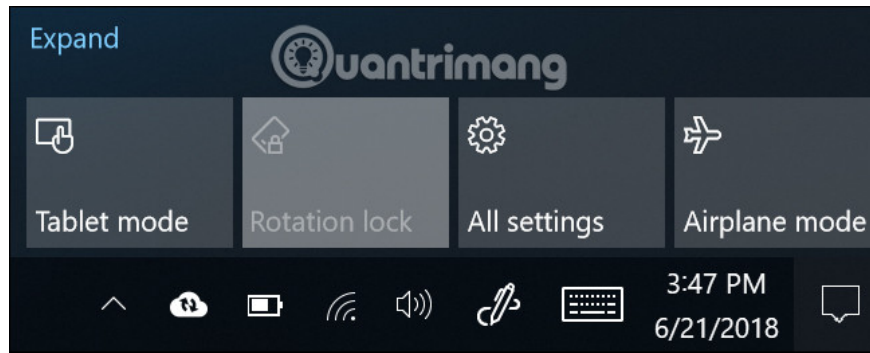 Expand
Quantrimang
Tablet mode
Rotation lock
All settings
Airplane mode
3:47 PM
6/21/2018